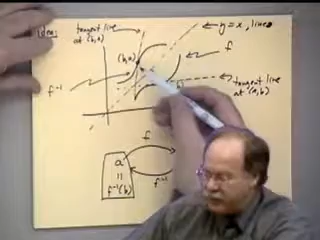 Idea:
tangent line
at (b,a)
y = x, line
(b,a)
f
f⁻¹
tangent line
at (a,b)
f
a
f⁻¹
||
f⁻¹(b)